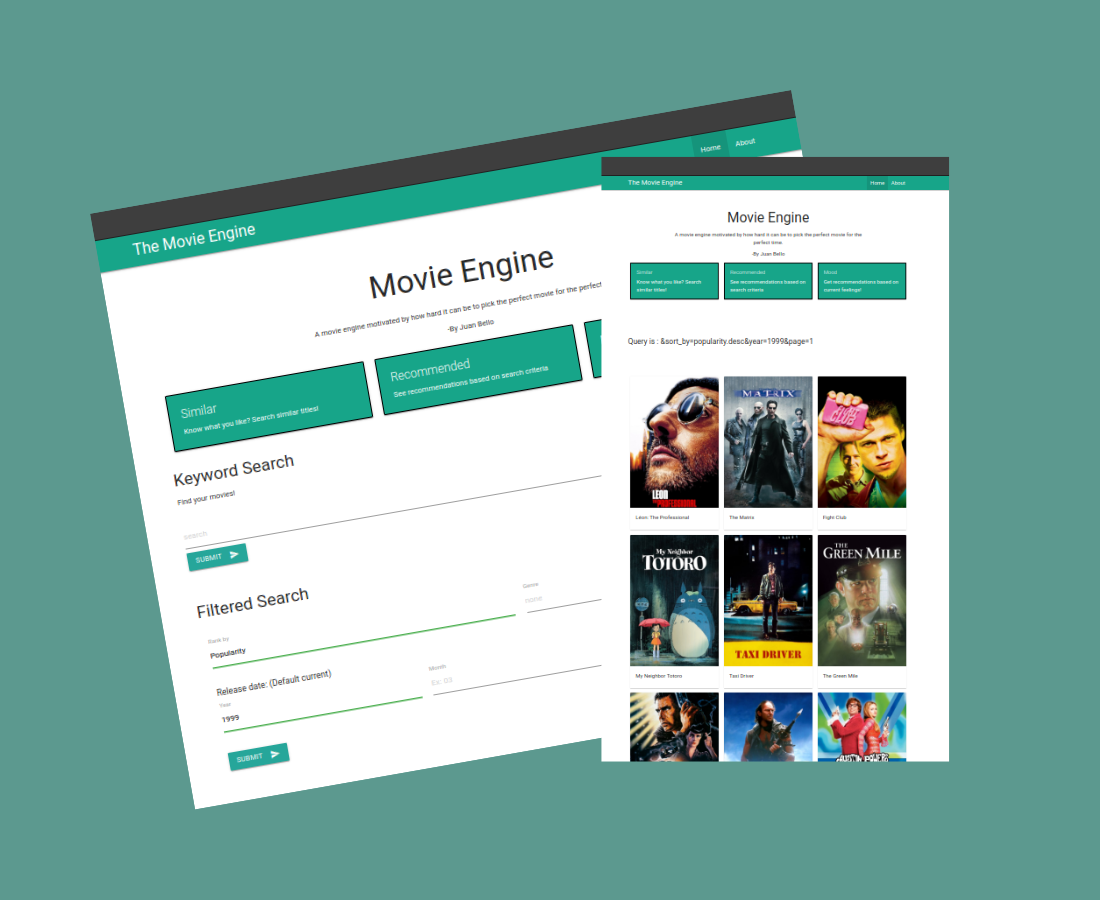 Home About
The Movie Engine
Movie Engine
A movie engine motivated by how hard it can be to pick the perfect movie for the perfect
-By Juan Bello
Similar
Know what you like? Search similar titles!
Recommended
See recommendations based on search criteria
Keyword Search
Find your movies!
search
SUBMIT
Filtered Search
Rank by
Popularity
Genre
none
Release date: (Default current)
Year
1999
Month
Ex: 03
SUBMIT
The Movie Engine Home About
Movie Engine
A movie engine motivated by how hard it can be to pick the perfect movie for the
perfect time.
-By Juan Bello
Similar
Know what you like? Search
similar titles!
Recommended
See recommendations based on
search criteria
Mood
Get recommendations based on
current feelings!
Query is : &sort_by=popularity.desc&year=1999&page=1
LEON
MATRIX
CLUB
Léon: The Professional
The Matrix
Fight Club
My Neighbor
TOTORO
TAXI DRIVER
THE
GREEN MILE
My Neighbor Totoro
Taxi Driver
The Green Mile